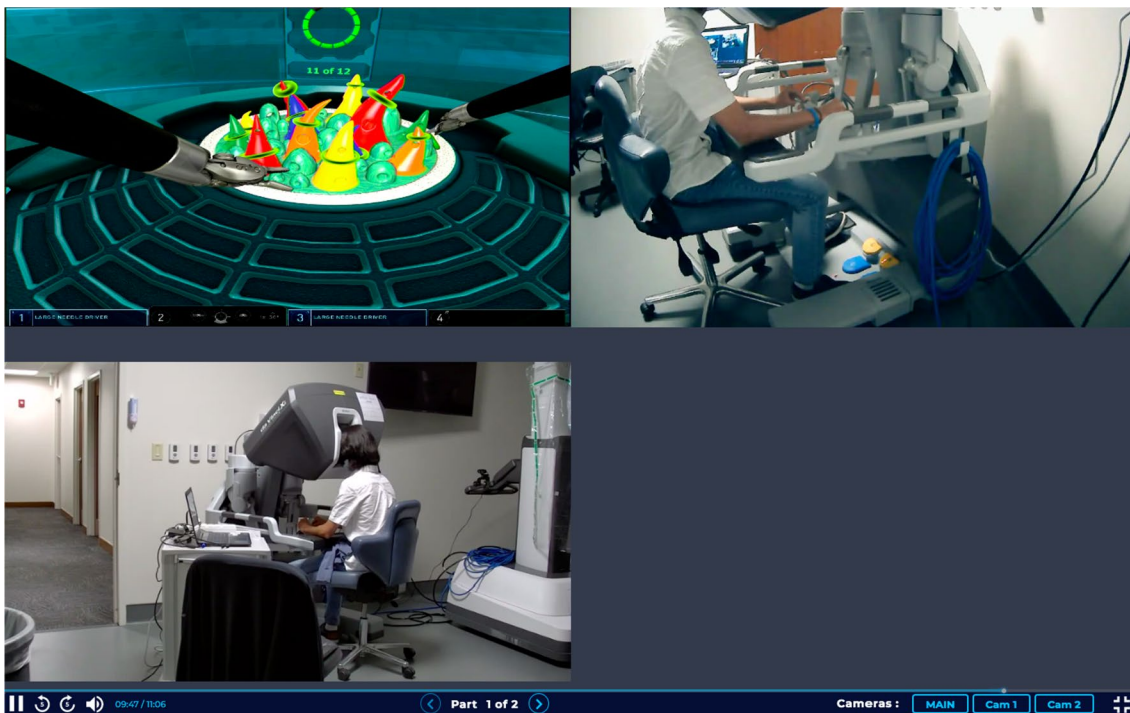 11 of 12
1 LARGE NEEDLE DRIVER 2 3 LARGE NEEDLE DRIVER 4
09:47 / 11:06 Part 1 of 2 Cameras : MAIN Cam 1 Cam 2